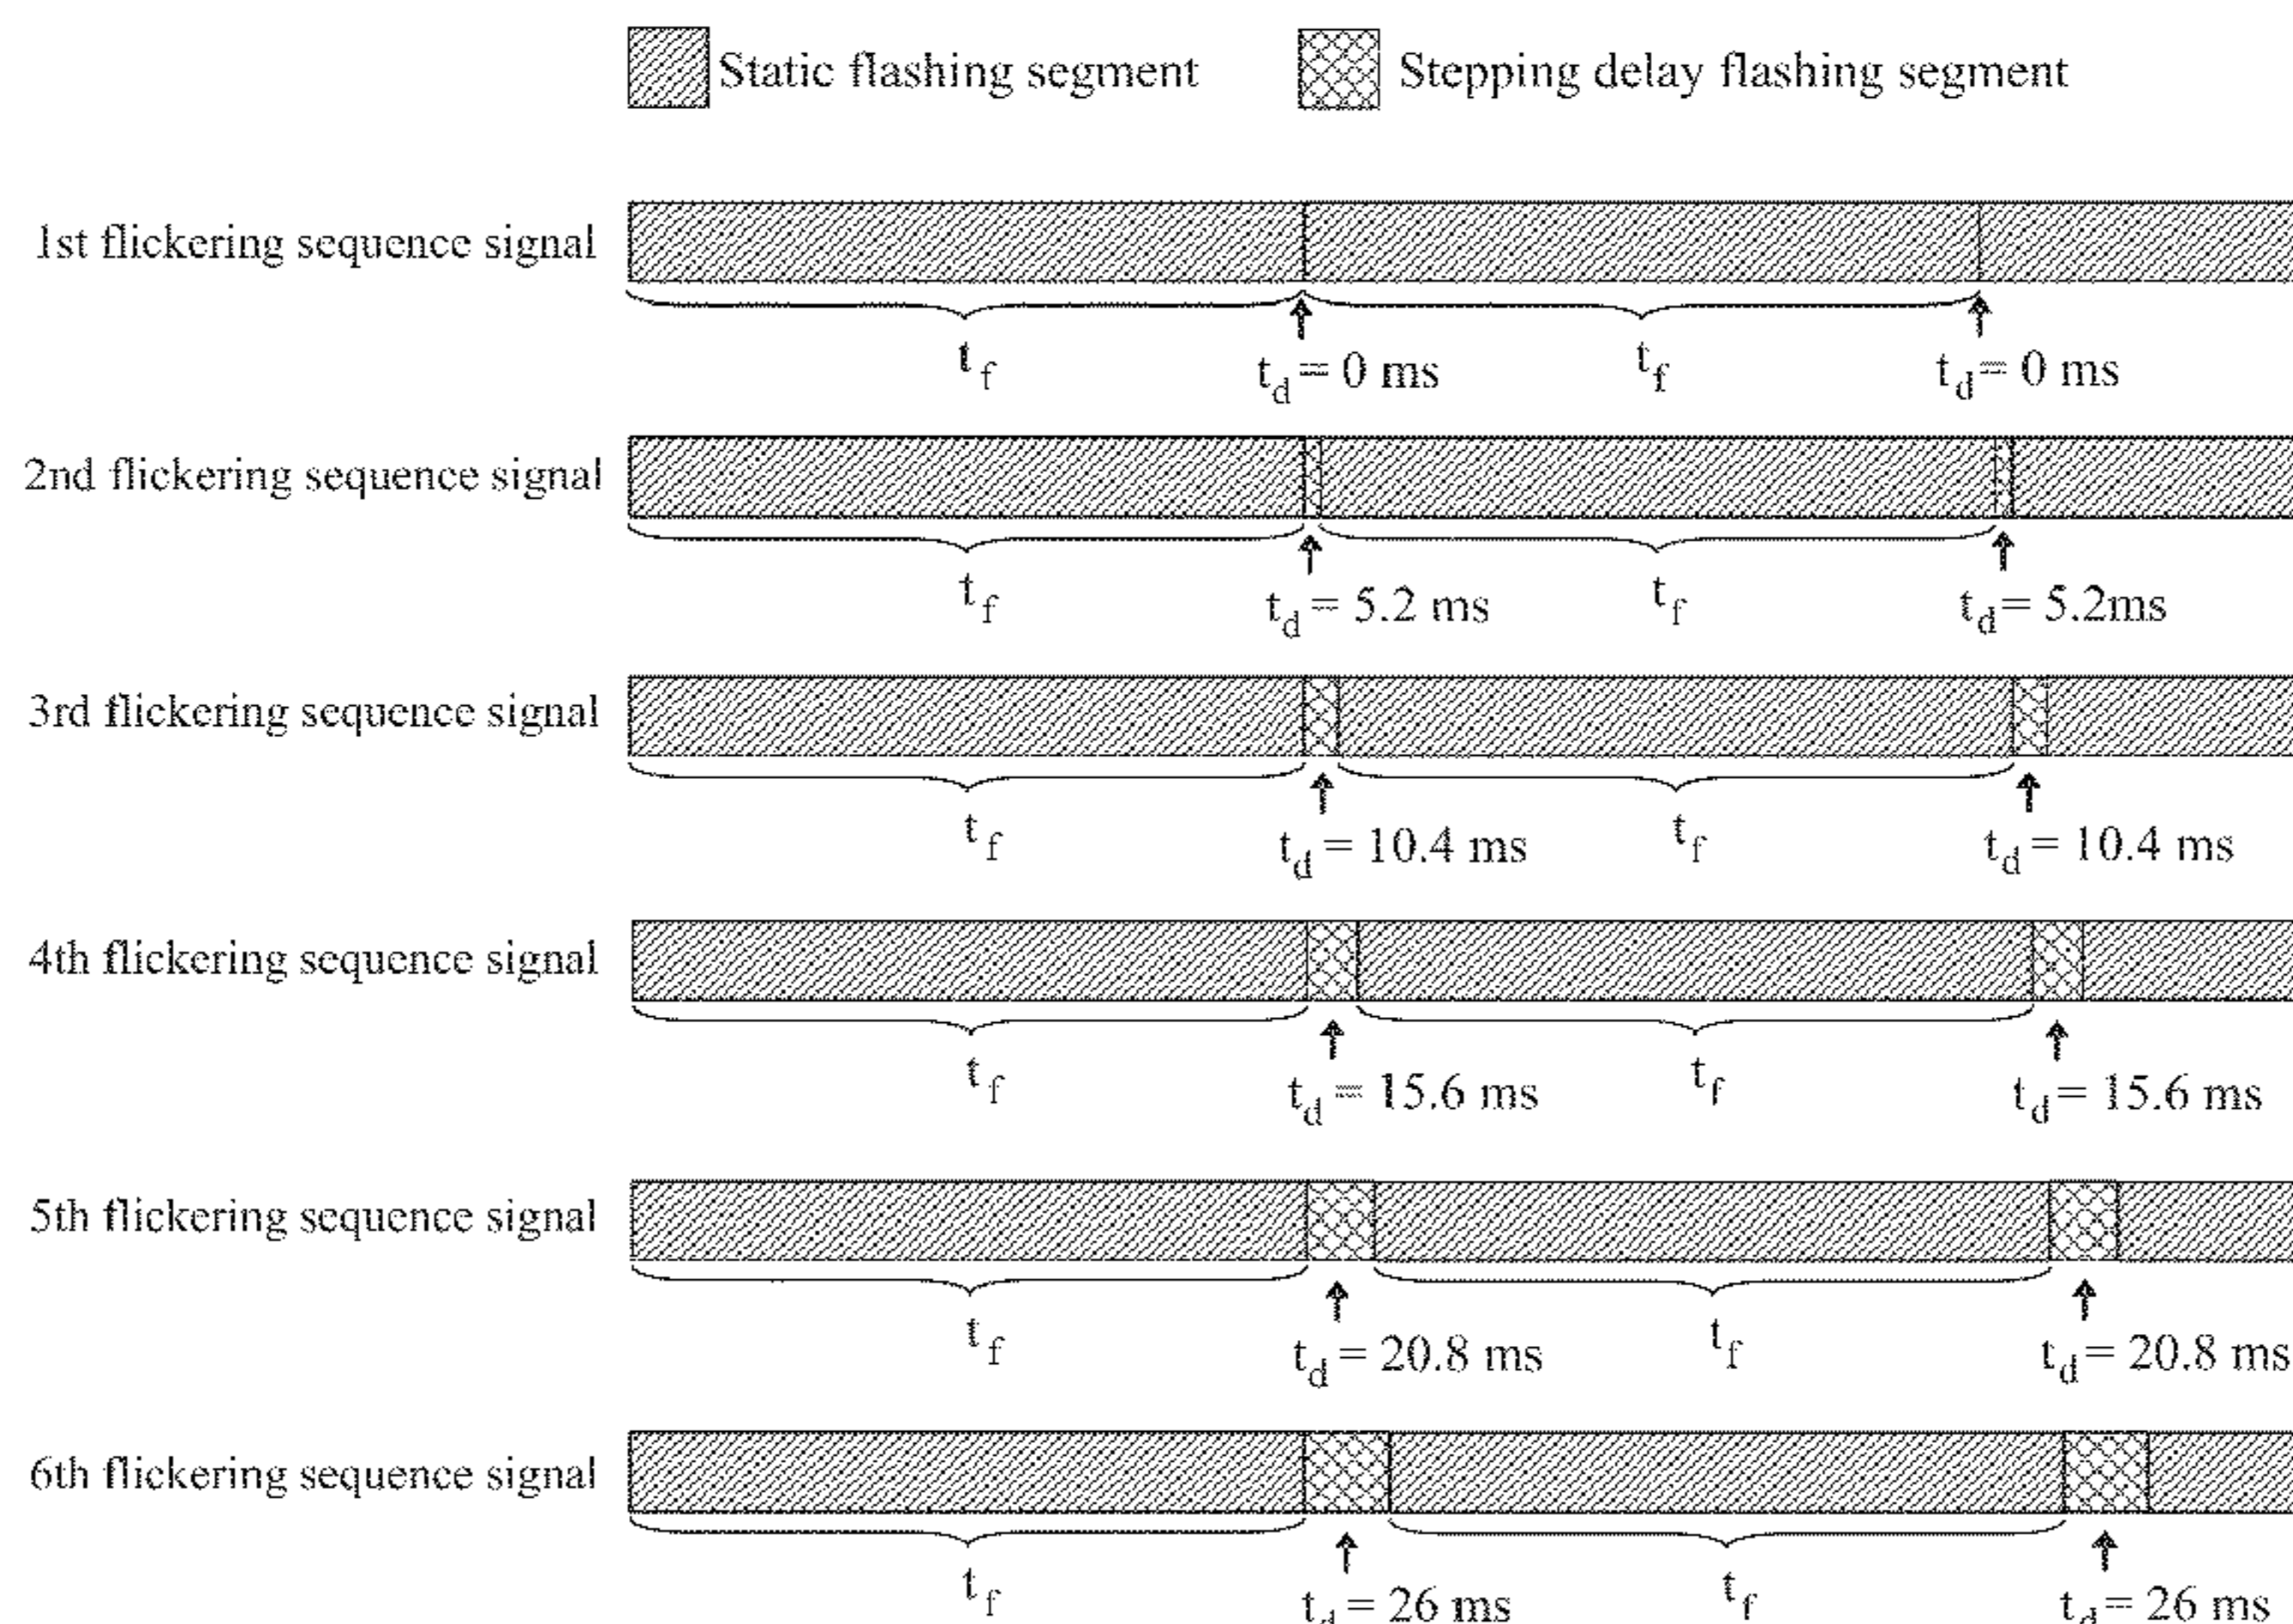 Static flashing segment Stepping delay flashing segment
1st flickering sequence signal
t_f t_d = 0 ms t_f t_d = 0 ms
2nd flickering sequence signal
t_f t_d = 5.2 ms t_f t_d = 5.2ms
3rd flickering sequence signal
t_f t_d = 10.4 ms t_f t_d = 10.4 ms
4th flickering sequence signal
t_f t_d = 15.6 ms t_f t_d = 15.6 ms
5th flickering sequence signal
t_f t_d = 20.8 ms t_f t_d = 20.8 ms
6th flickering sequence signal
t_f t_d = 26 ms t_f t_d = 26 ms